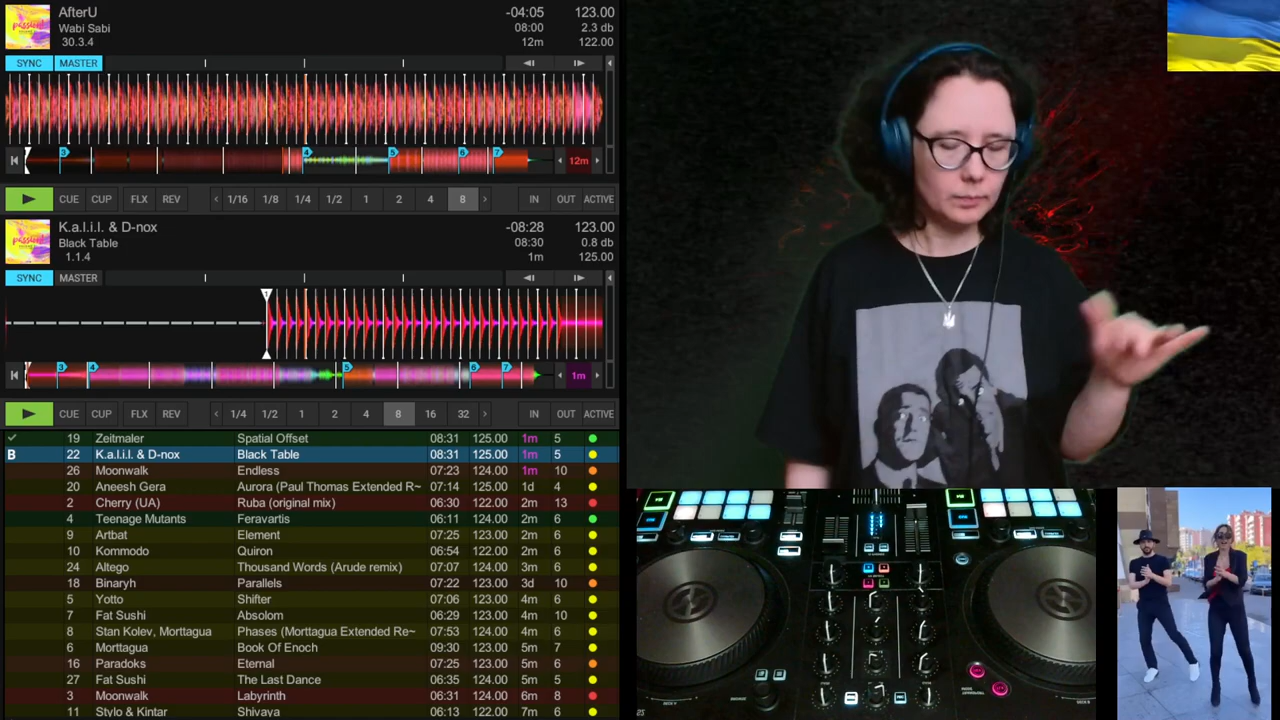 AfterU -04:05 123.00
Wabi Sabi 08:00 2.3 db
30.3.4 12m 122.00
SYNC MASTER
3 4 5 6 7 12m
CUE CUP FLX REV 1/16 1/8 1/4 1/2 1 2 4 8 IN OUT ACTIVE
K.a.l.i.l. & D-nox -08:28 123.00
Black Table 08:30 0.8 db
1.1.4 1m 125.00
SYNC MASTER
1
3 4 5 6 7 1m
CUE CUP FLX REV 1/4 1/2 1 2 4 8 16 32 IN OUT ACTIVE
19 Zeitmaler Spatial Offset 08:31 125.00 1m 5
B 22 K.a.l.i.l. & D-nox Black Table 08:31 125.00 1m 5
26 Moonwalk Endless 07:23 124.00 1m 10
20 Aneesh Gera Aurora (Paul Thomas Extended R~ 07:14 125.00 1d 4
2 Cherry (UA) Ruba (original mix) 06:30 122.00 2m 13
4 Teenage Mutants Feravartis 06:11 124.00 2m 6
9 Artbat Element 07:25 123.00 2m 6
10 Kommodo Quiron 06:54 122.00 2m 6
24 Altego Thousand Words (Arude remix) 07:07 124.00 3m 6
18 Binaryh Parallels 07:22 123.00 3d 10
5 Yotto Shifter 07:06 123.00 4m 6
7 Fat Sushi Absolom 06:29 123.00 4m 10
8 Stan Kolev, Morttagua Phases (Morttagua Extended Re~ 07:53 124.00 4m 6
6 Morttagua Book Of Enoch 09:30 123.00 5m 7
16 Paradoks Eternal 07:25 123.00 5m 6
27 Fat Sushi The Last Dance 06:35 124.00 5m 5
3 Moonwalk Labyrinth 06:31 124.00 6m 8
11 Stylo & Kintar Shivaya 06:13 122.00 7m 6